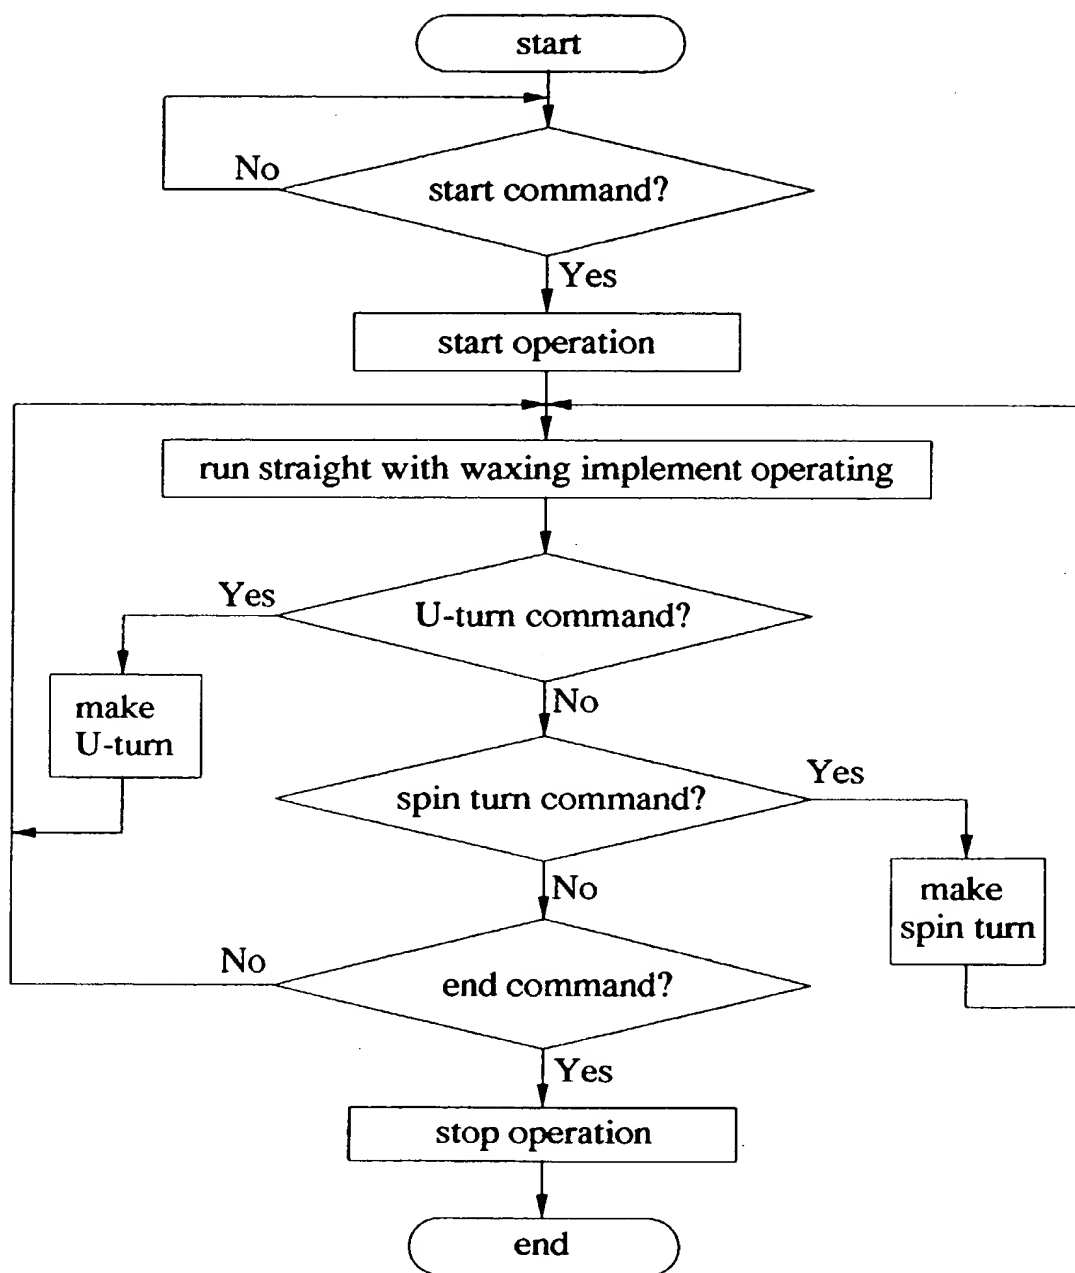 start
No
start command?
Yes
start operation
run straight with waxing implement operating
Yes
U-turn command?
make
U-turn
No
spin turn command?
Yes
make
spin turn
No
No
end command?
Yes
stop operation
end